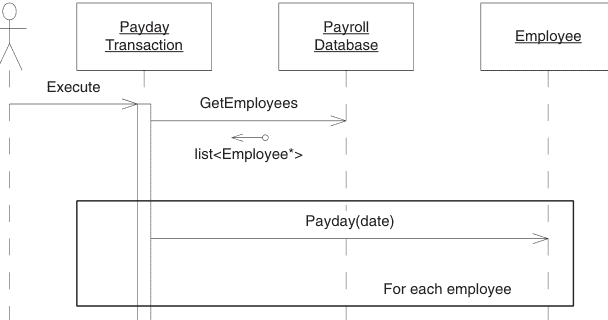 Payday
Transaction
Payroll
Database
Employee
Execute
GetEmployees
list<Employee*>
Payday(date)
For each employee